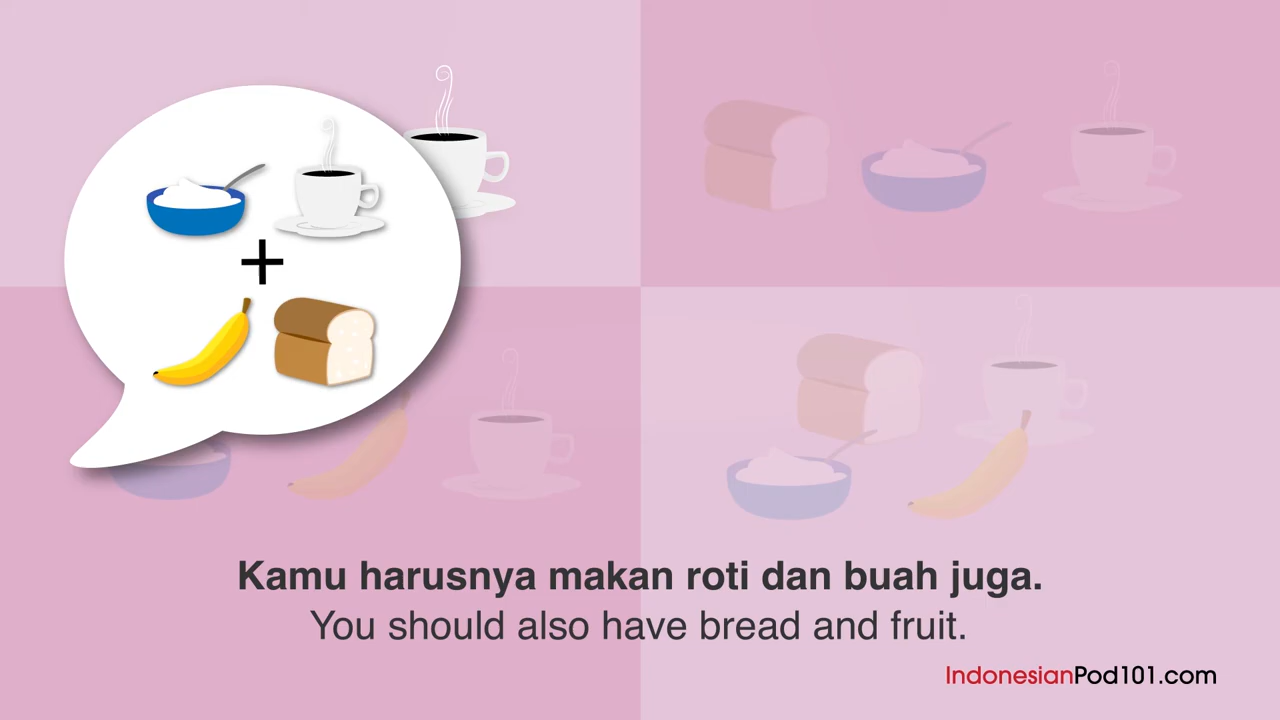 Kamu harusnya makan roti dan buah juga.
You should also have bread and fruit.
IndonesianPod101.com